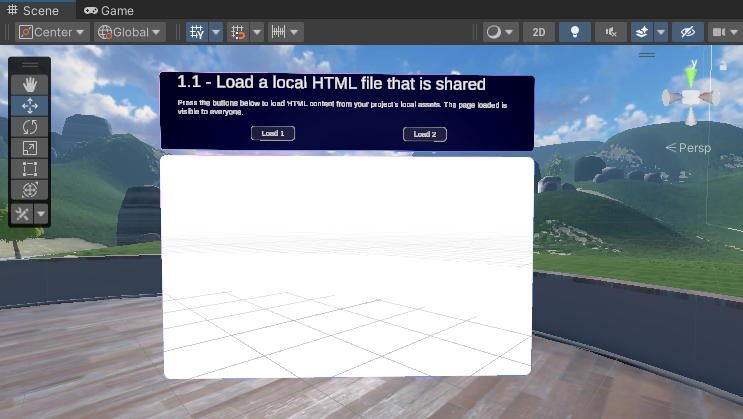 Scene
Game
Center
Global
2D
y
Persp
1.1 - Load a local HTML file that is shared
Press the buttons below to load HTML content from your project's local assets. The page loaded is
visible to everyone.
Load 1
Load 2